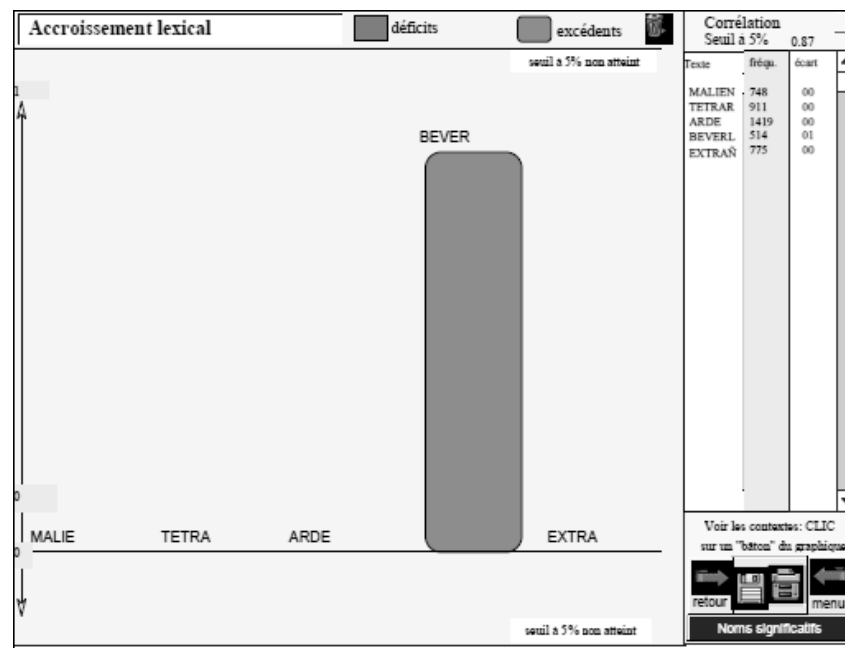 Accroissement lexical
déficits
excédents
seuil à 5% non atteint
1
BEVER
0
MALIE TETRA ARDE EXTRA
0
seuil à 5% non atteint
Corrélation
Seuil à 5% 0.87
Texte fréqu. écart
MALIEN 748 00
TETRAR 911 00
ARDE 1419 00
BEVERL 514 01
EXTRAÑ 775 00
Voir les contextes: CLIC
sur un "bâton" du graphique
retour menu
Noms significatifs